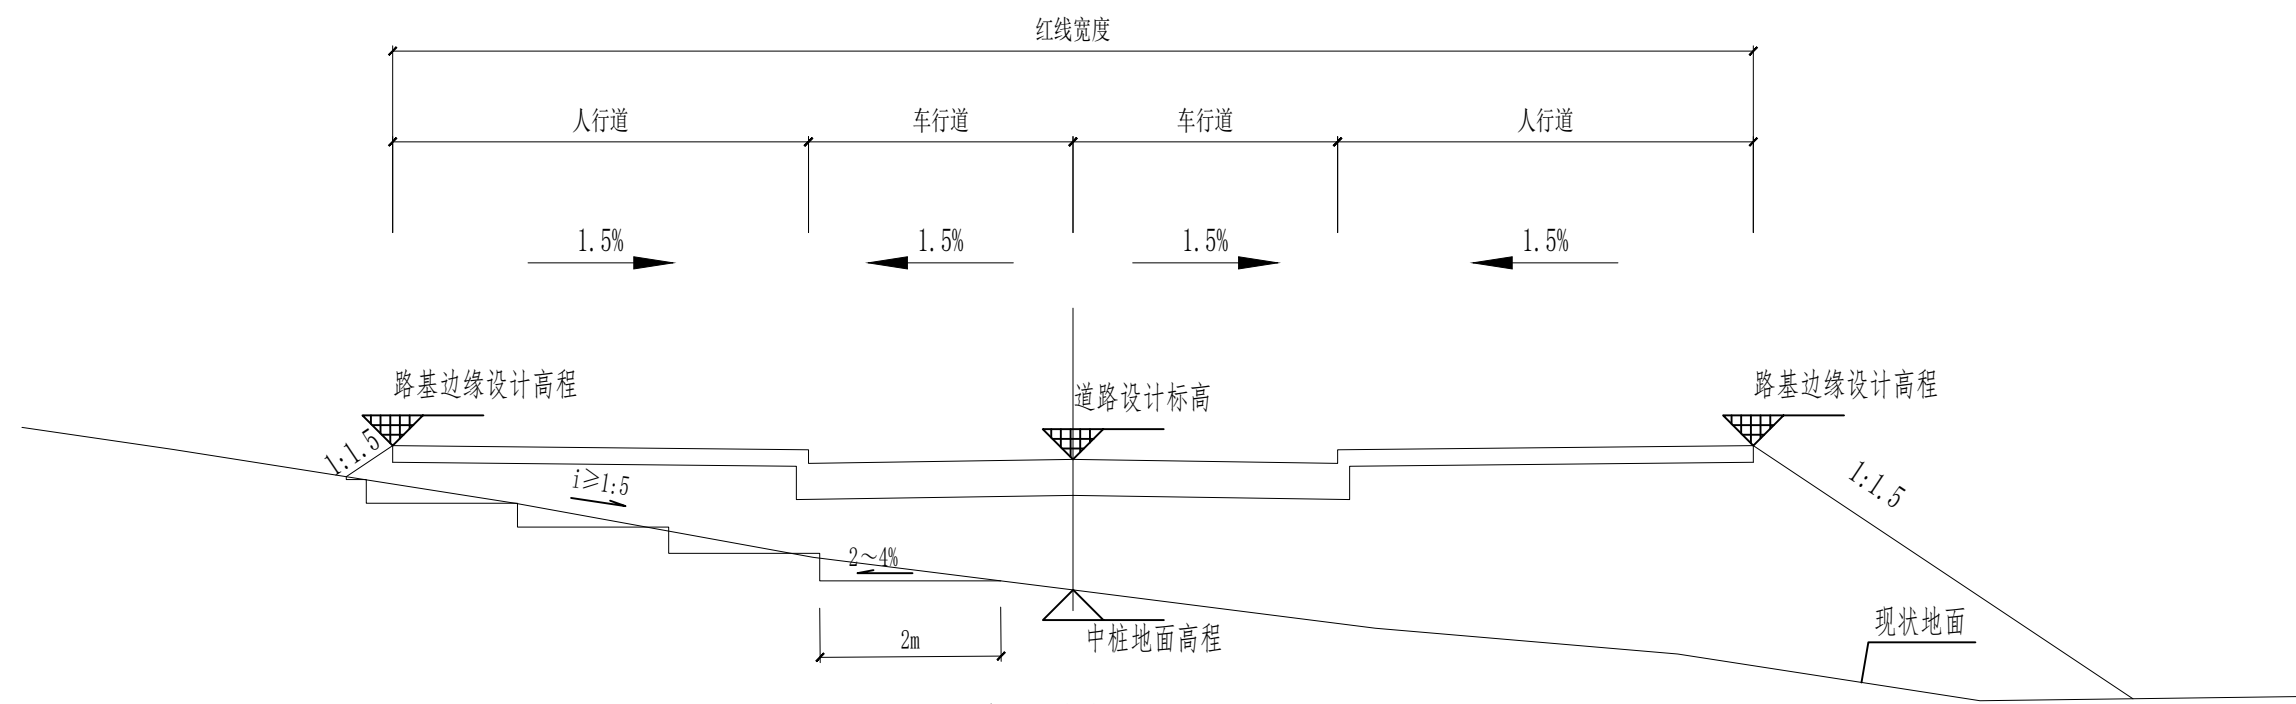 红线宽度
人行道
车行道
车行道
人行道
1.5%
1.5%
1.5%
1.5%
路基边缘设计高程
道路设计标高
路基边缘设计高程
1:1.5
i≥1:5
1:1.5
2~4%
2m
中桩地面高程
现状地面